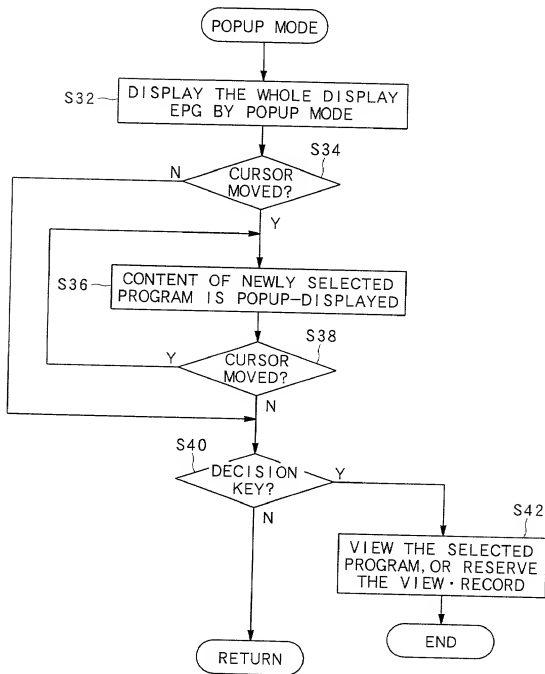 POPUP MODE
S32
DISPLAY THE WHOLE DISPLAY
EPG BY POPUP MODE
S34
N
CURSOR
MOVED?
Y
S36
CONTENT OF NEWLY SELECTED
PROGRAM IS POPUP-DISPLAYED
S38
Y
CURSOR
MOVED?
N
S40
DECISION
KEY?
Y
N
S42
VIEW THE SELECTED
PROGRAM, OR RESERVE
THE VIEW・RECORD
END
RETURN